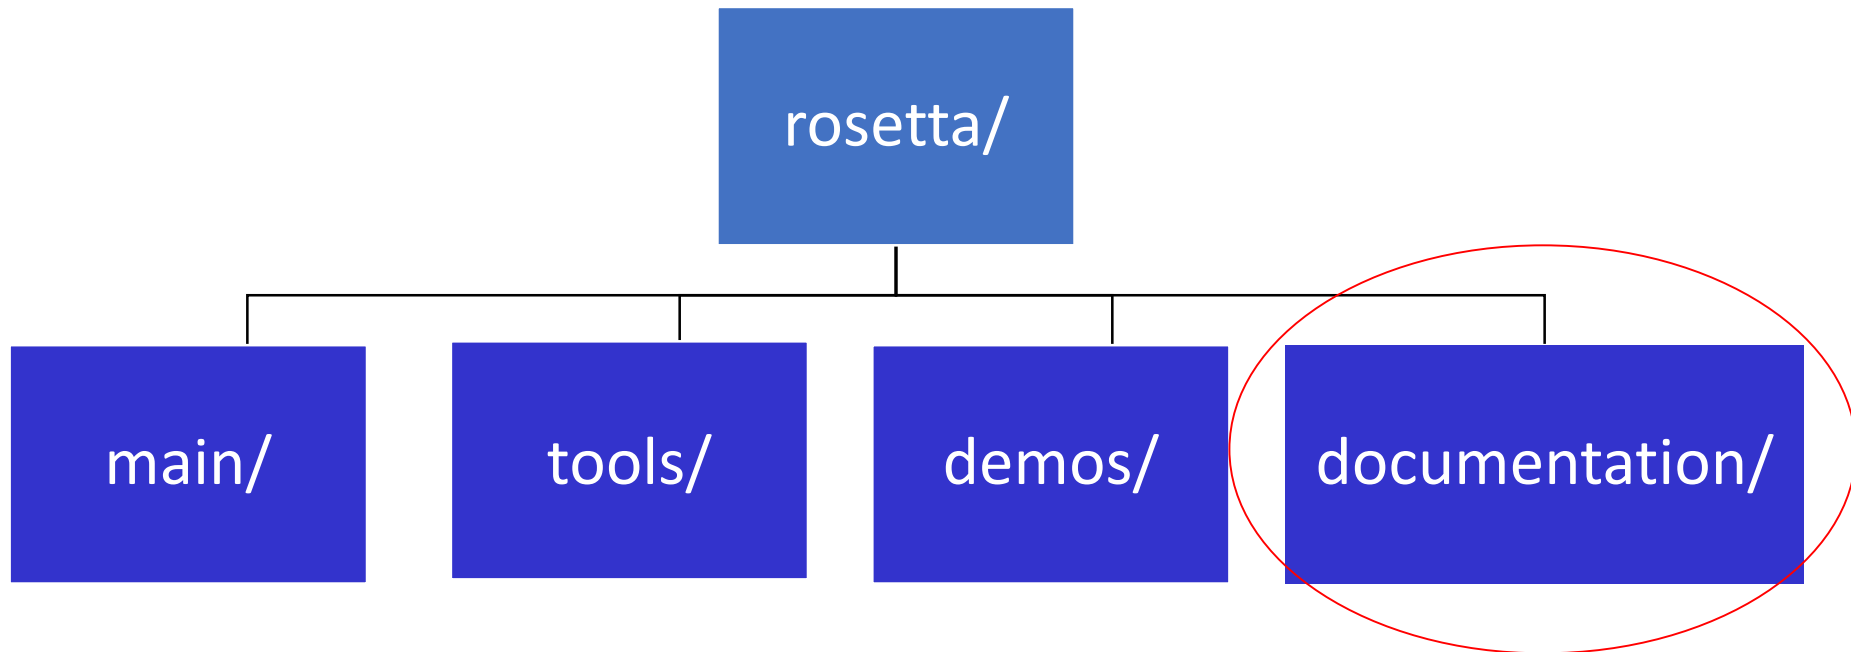 rosetta/
main/
tools/
demos/
documentation/